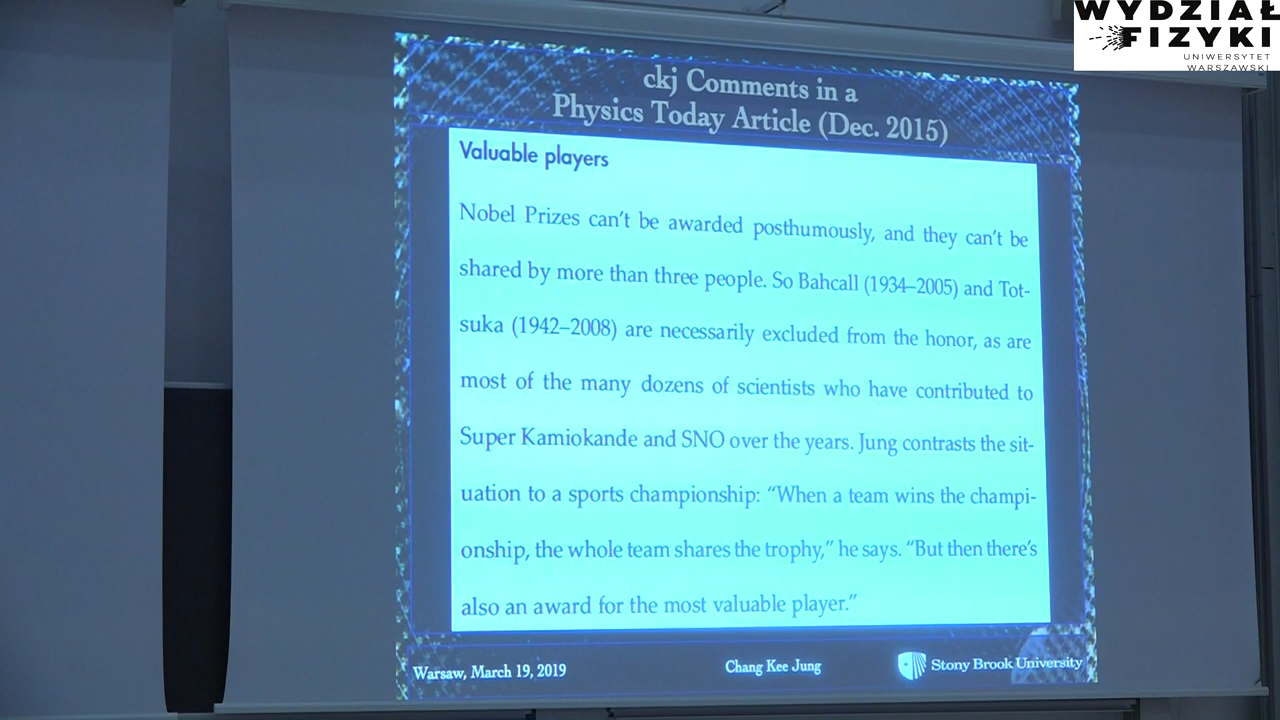 WYDZIAŁ
FIZYKI
UNIWERSYTET
WARSZAWSKI
ckj Comments in a
Physics Today Article (Dec. 2015)
Valuable players
Nobel Prizes can't be awarded posthumously, and they can't be
shared by more than three people. So Bahcall (1934–2005) and Tot-
suka (1942–2008) are necessarily excluded from the honor, as are
most of the many dozens of scientists who have contributed to
Super Kamiokande and SNO over the years. Jung contrasts the sit-
uation to a sports championship: “When a team wins the champi-
onship, the whole team shares the trophy,” he says. “But then there's
also an award for the most valuable player.”
Warsaw, March 19, 2019
Chang Kee Jung
Stony Brook University